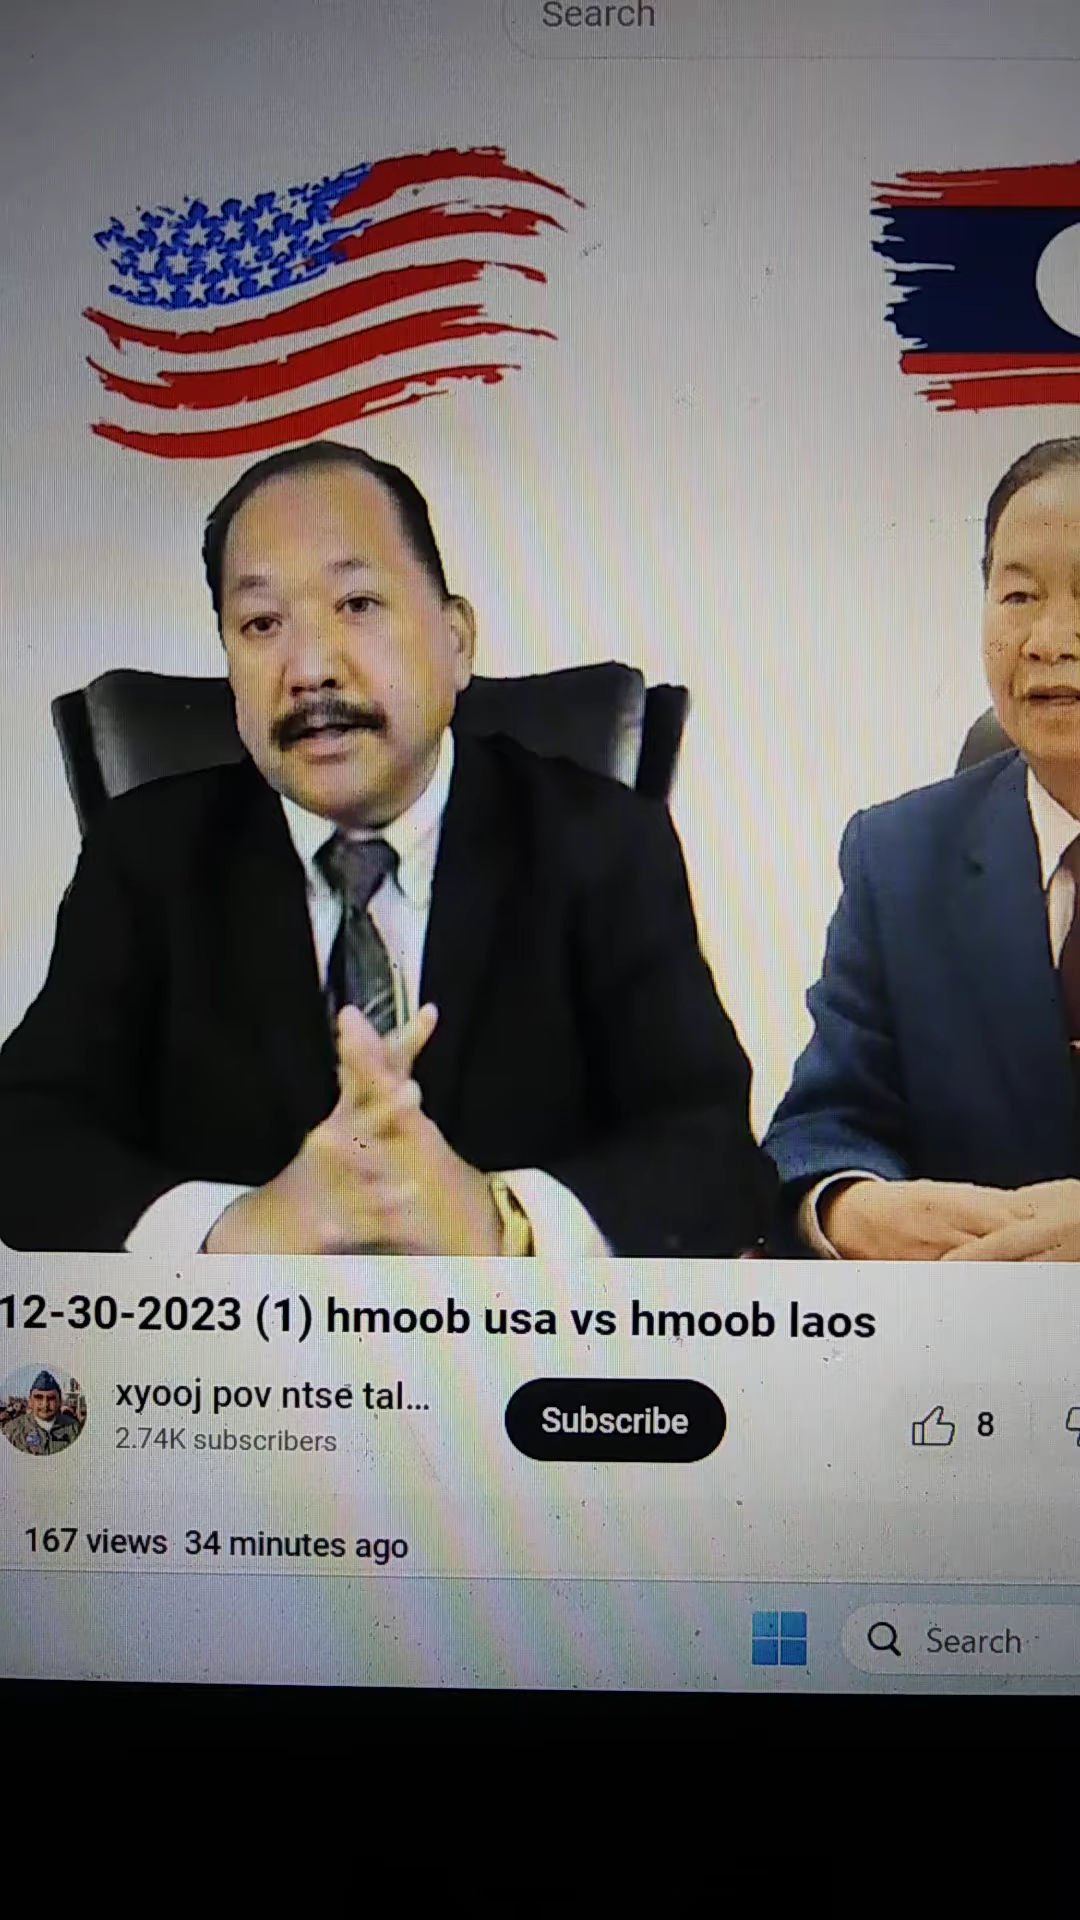 Search
12-30-2023 (1) hmoob usa vs hmoob laos
xyooj pov ntse tal...
2.74K subscribers
Subscribe
8
167 views 34 minutes ago
Search